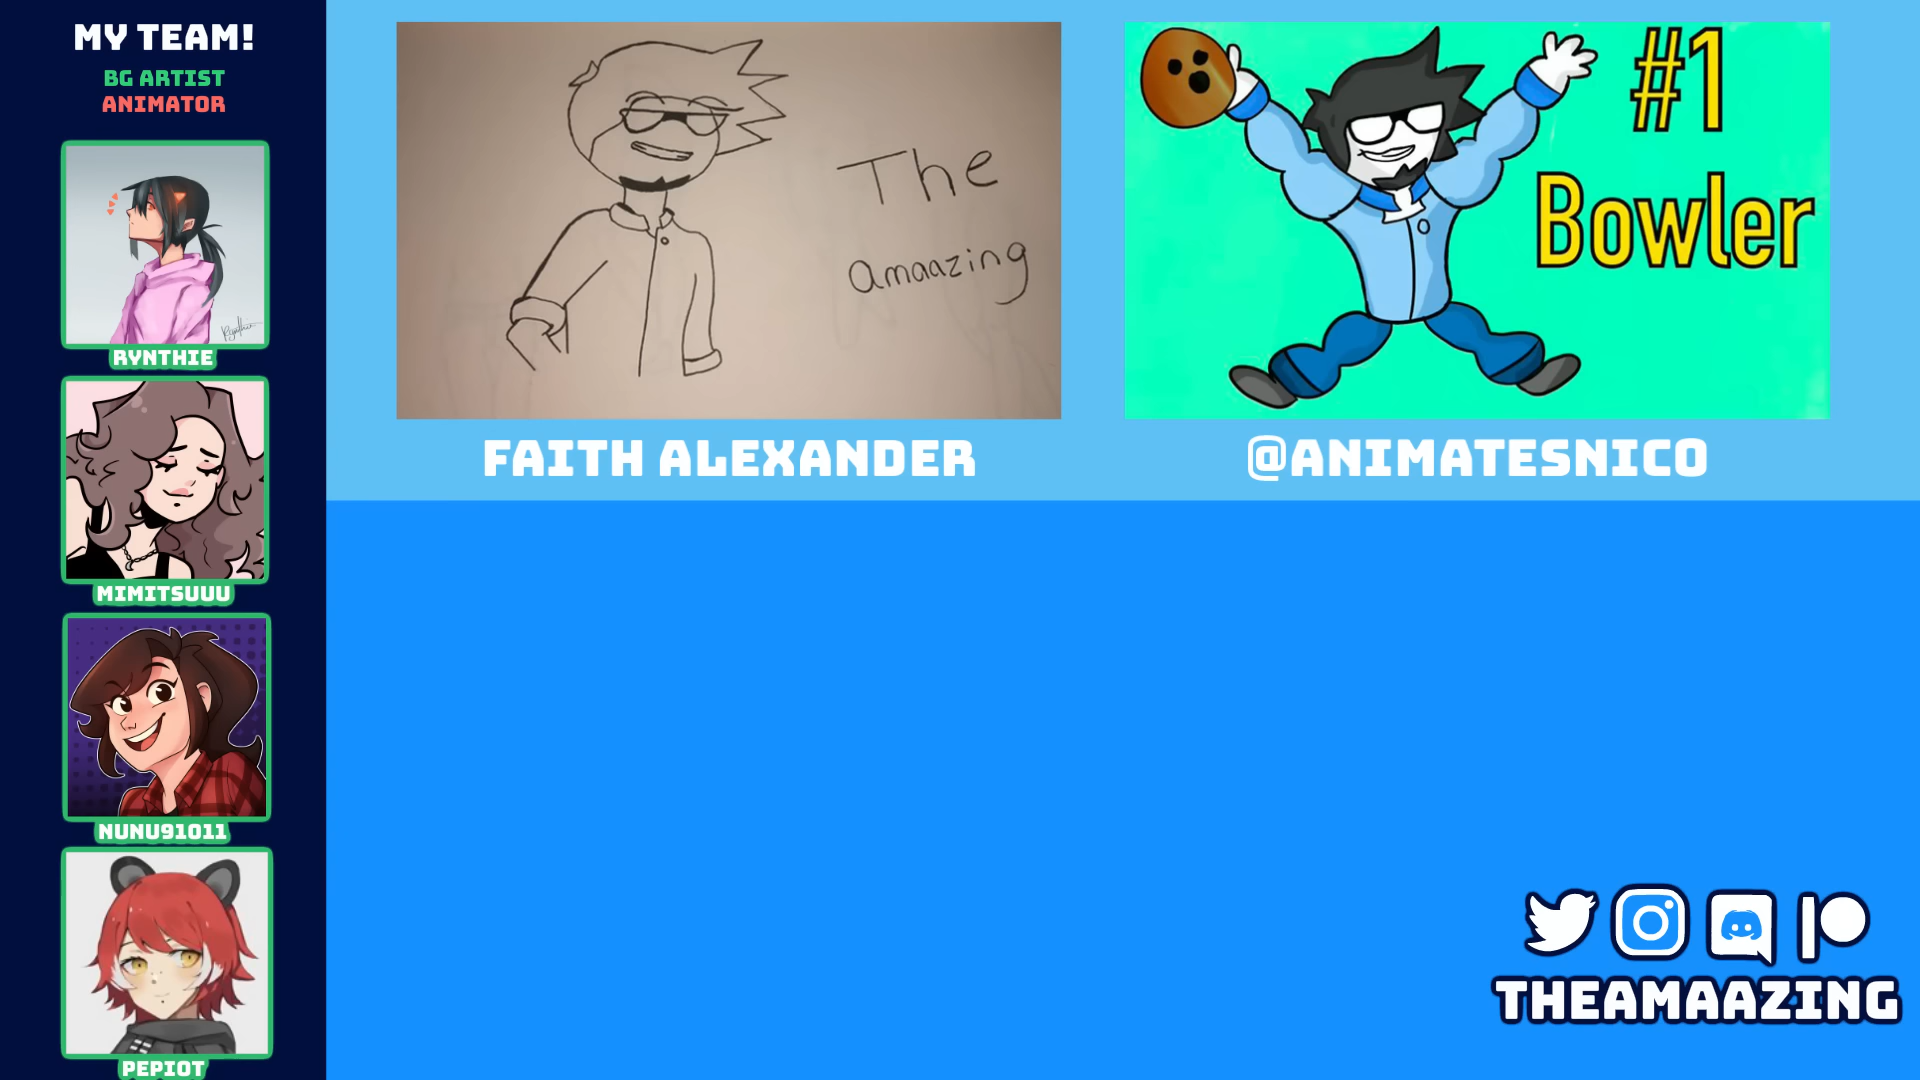 MY TEAM!
BG ARTIST
ANIMATOR
RYNTHIE
MIMITSUUU
NUNU91011
PEPIOT
The
amaazing
FAITH ALEXANDER
#1
Bowler
@ANIMATESNICO
THEAMAAZING